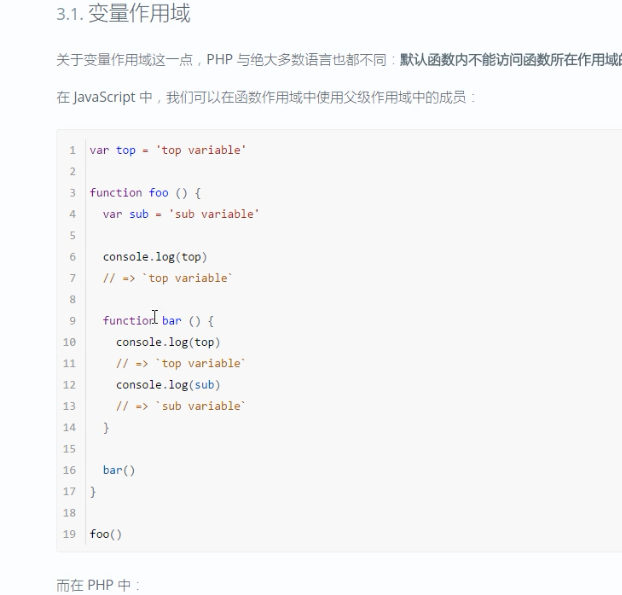 3.1. 变量作用域
关于变量作用域这一点，PHP 与绝大多数语言也都不同：默认函数内不能访问函数所在作用域
在 JavaScript 中，我们可以在函数作用域中使用父级作用域中的成员：
1 var top = 'top variable'
2
3 function foo () {
4   var sub = 'sub variable'
5
6   console.log(top)
7   // => `top variable`
8
9   function bar () {
10     console.log(top)
11     // => `top variable`
12     console.log(sub)
13     // => `sub variable`
14   }
15
16   bar()
17 }
18
19 foo()
而在 PHP 中：